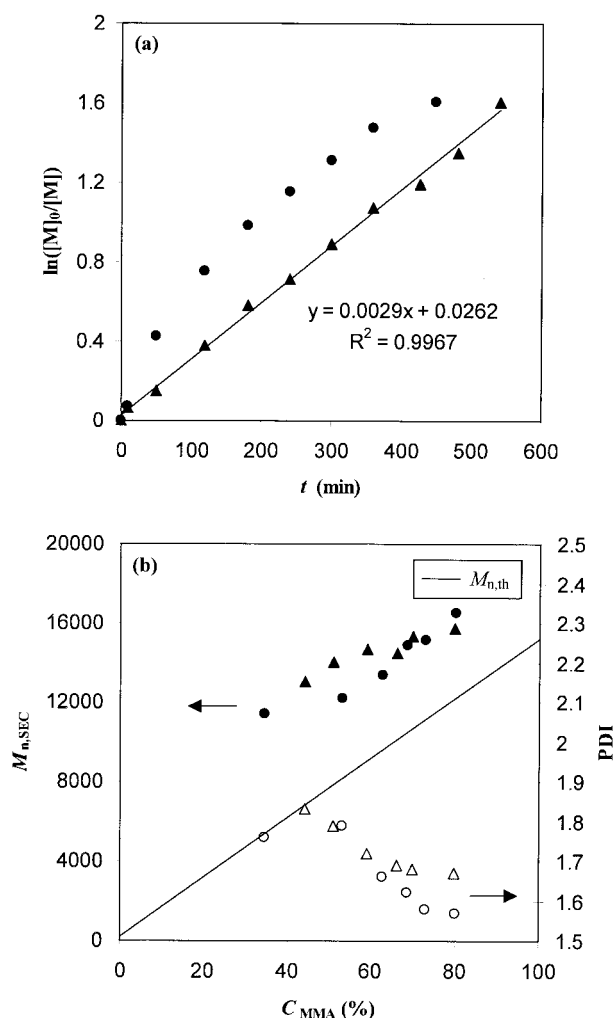 (a)
2
1.6
1.2
0.8
0.4
0
ln([M]₀/[M])
y = 0.0029x + 0.0262
R² = 0.9967
0 100 200 300 400 500 600
t (min)
(b)
20000
16000
12000
8000
4000
0
Mn,SEC
Mn,th
2.5
2.4
2.3
2.2
2.1
2
1.9
1.8
1.7
1.6
1.5
PDI
0 20 40 60 80 100
C MMA (%)